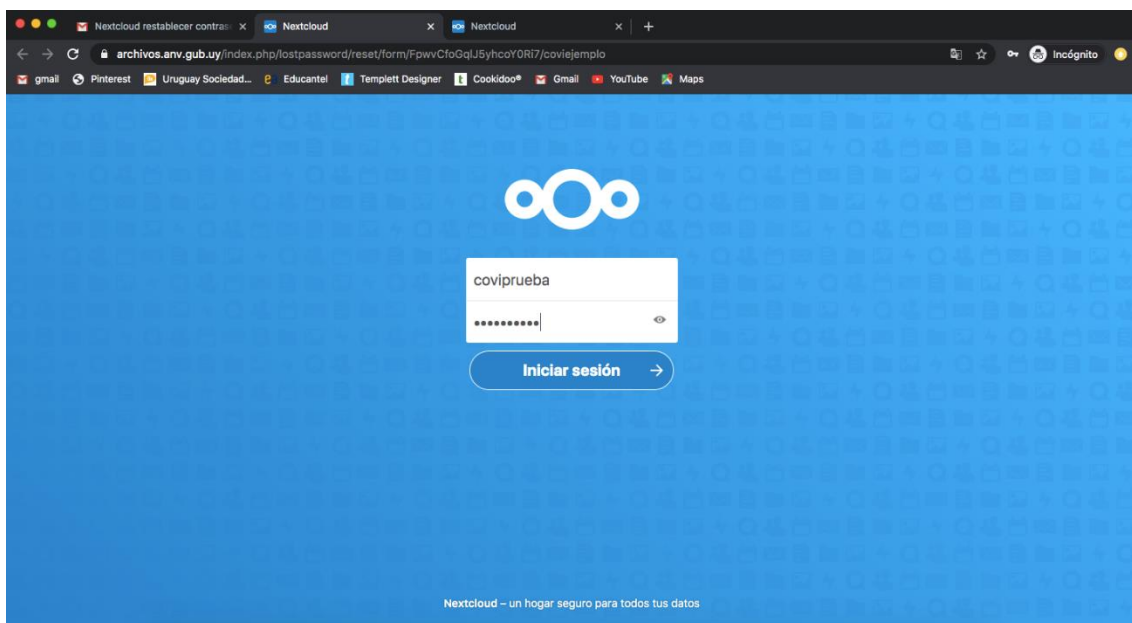 Nextcloud restablecer contras
Nextcloud
Nextcloud
archivos.anv.gub.uy/index.php/lostpassword/reset/form/FpwvCfoGqlJ5yhcoY0Ri7/coviejemplo
Incógnito
gmail
Pinterest
Uruguay Sociedad...
Educantel
Templett Designer
Cookidoo®
Gmail
YouTube
Maps
coviprueba
Iniciar sesión
Nextcloud – un hogar seguro para todos tus datos